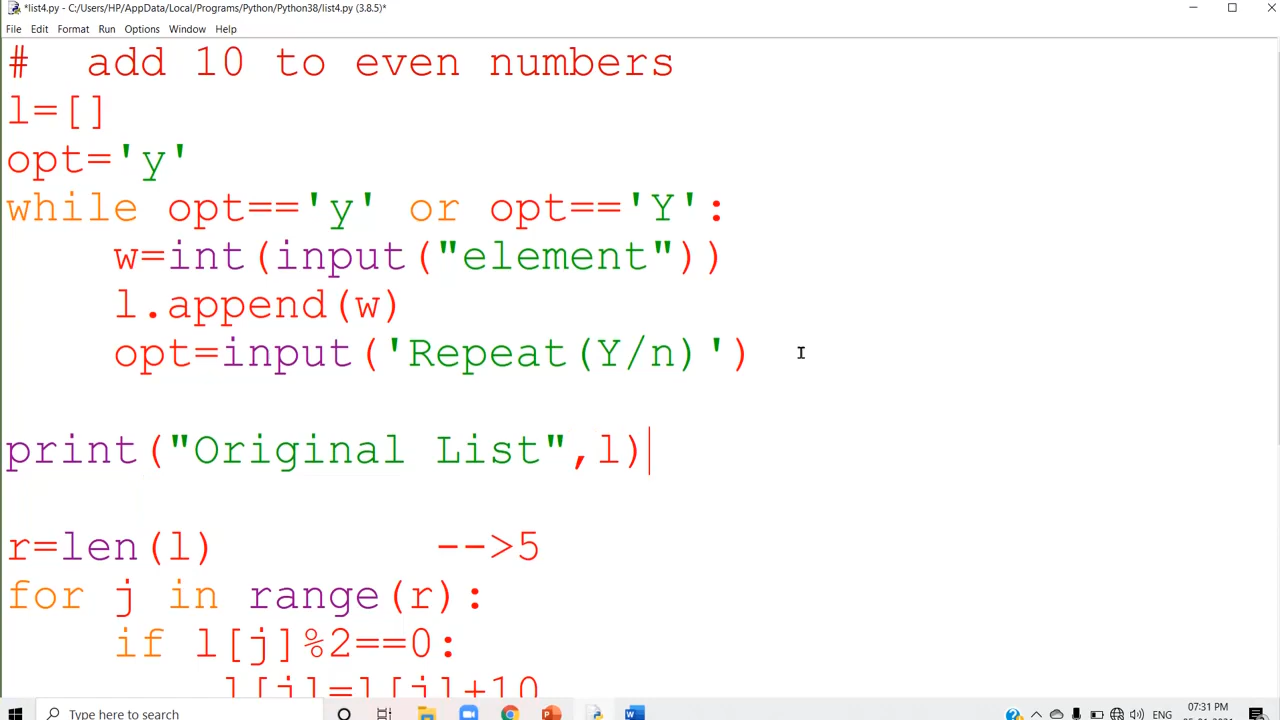 *list4.py - C:/Users/HP/AppData/Local/Programs/Python/Python38/list4.py (3.8.5)*
File Edit Format Run Options Window Help
#  add 10 to even numbers
l=[]
opt='y'
while opt=='y' or opt=='Y':
    w=int(input("element"))
    l.append(w)
    opt=input('Repeat(Y/n)')
print("Original List",l)
r=len(l)        -->5
for j in range(r):
    if l[j]%2==0:
        l[j]=l[j]+10
Type here to search
ENG
07:31 PM